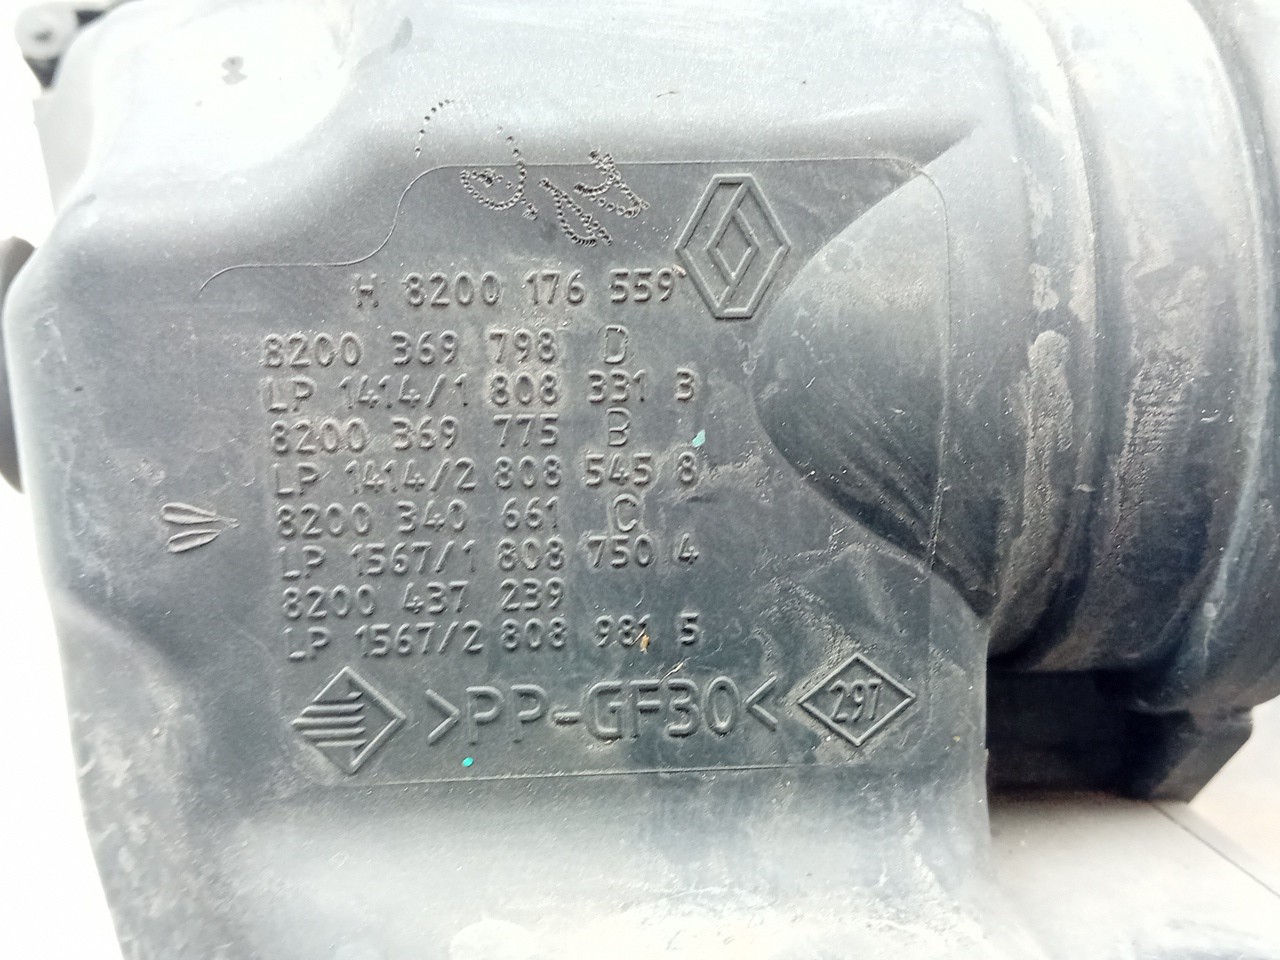 H 8200 176 559
8200 369 798 D
LP 1414/1 808 331 3
8200 369 775 B
LP 1414/2 808 545 8
8200 340 661 C
LP 1567/1 808 750 4
8200 437 239
LP 1567/2 808 981 5
>PP-GF30<
297